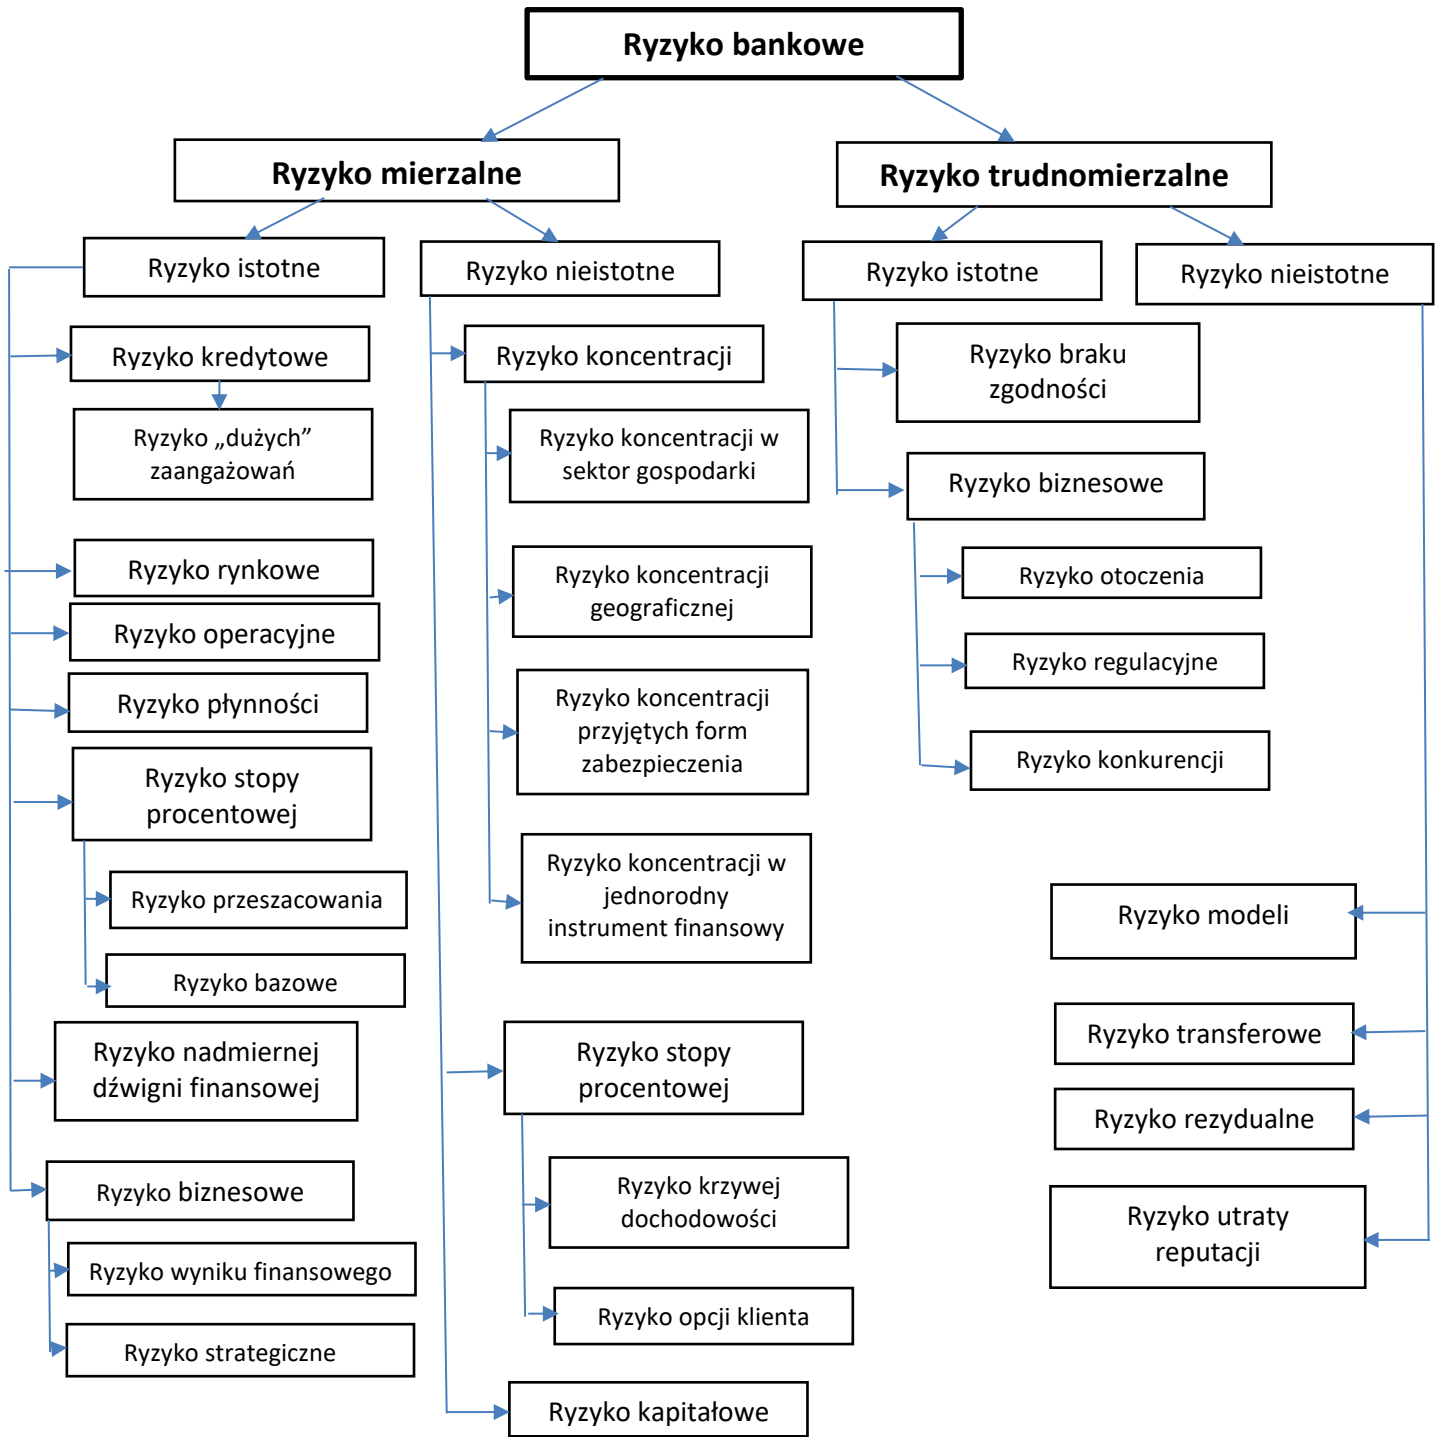 Ryzyko bankowe
Ryzyko mierzalne
Ryzyko trudnomierzalne
Ryzyko istotne
Ryzyko nieistotne
Ryzyko istotne
Ryzyko nieistotne
Ryzyko kredytowe
Ryzyko „dużych”
zaangażowań
Ryzyko rynkowe
Ryzyko operacyjne
Ryzyko płynności
Ryzyko stopy
procentowej
Ryzyko przeszacowania
Ryzyko bazowe
Ryzyko nadmiernej
dźwigni finansowej
Ryzyko biznesowe
Ryzyko wyniku finansowego
Ryzyko strategiczne
Ryzyko koncentracji
Ryzyko koncentracji w
sektor gospodarki
Ryzyko koncentracji
geograficznej
Ryzyko koncentracji
przyjętych form
zabezpieczenia
Ryzyko koncentracji w
jednorodny
instrument finansowy
Ryzyko stopy
procentowej
Ryzyko krzywej
dochodowości
Ryzyko opcji klienta
Ryzyko kapitałowe
Ryzyko braku
zgodności
Ryzyko biznesowe
Ryzyko otoczenia
Ryzyko regulacyjne
Ryzyko konkurencji
Ryzyko modeli
Ryzyko transferowe
Ryzyko rezydualne
Ryzyko utraty
reputacji